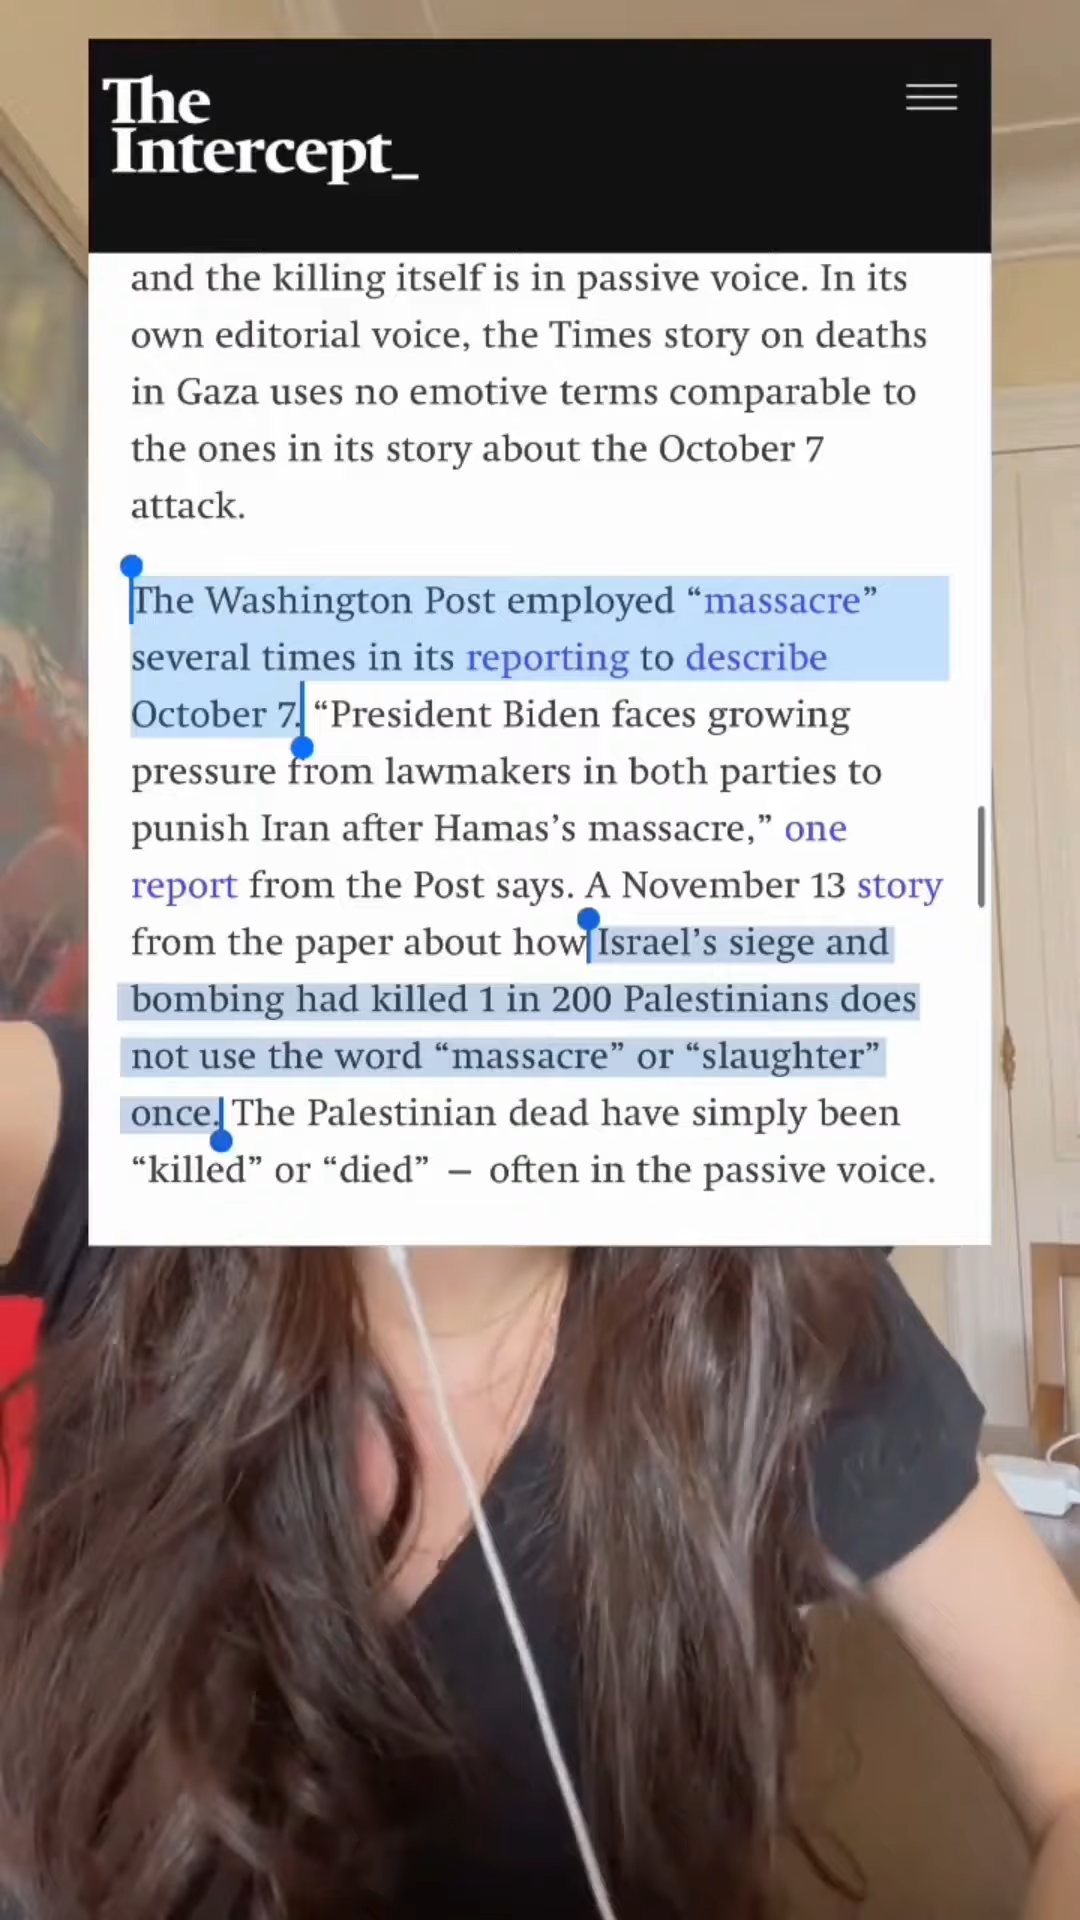 The
Intercept_
and the killing itself is in passive voice. In its
own editorial voice, the Times story on deaths
in Gaza uses no emotive terms comparable to
the ones in its story about the October 7
attack.
The Washington Post employed “massacre”
several times in its reporting to describe
October 7. “President Biden faces growing
pressure from lawmakers in both parties to
punish Iran after Hamas’s massacre,” one
report from the Post says. A November 13 story
from the paper about how Israel’s siege and
bombing had killed 1 in 200 Palestinians does
not use the word “massacre” or “slaughter”
once. The Palestinian dead have simply been
“killed” or “died” — often in the passive voice.